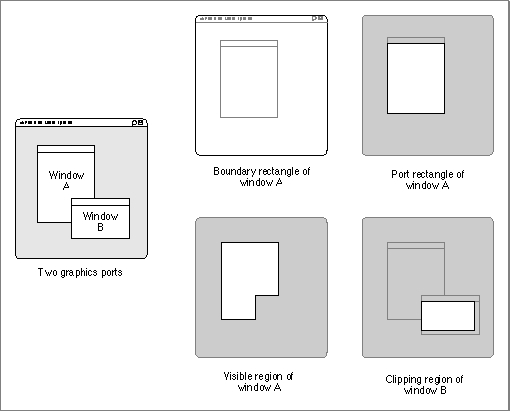 Boundary rectangle of
window A
Port rectangle of
window A
Window
A
Window
B
Two graphics ports
Visible region of
window A
Clipping region of
window B